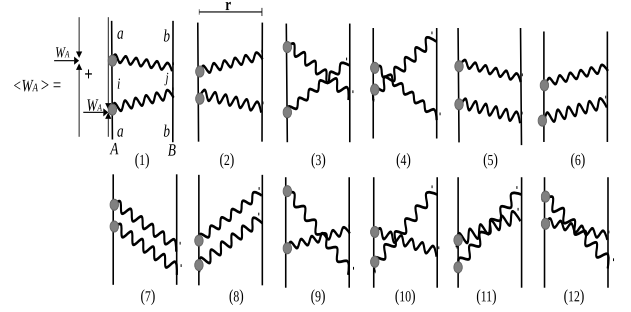 r
a b
W_A
<W_A> = + i j
W_A
a b
A B
(1) (2) (3) (4) (5) (6)
(7) (8) (9) (10) (11) (12)